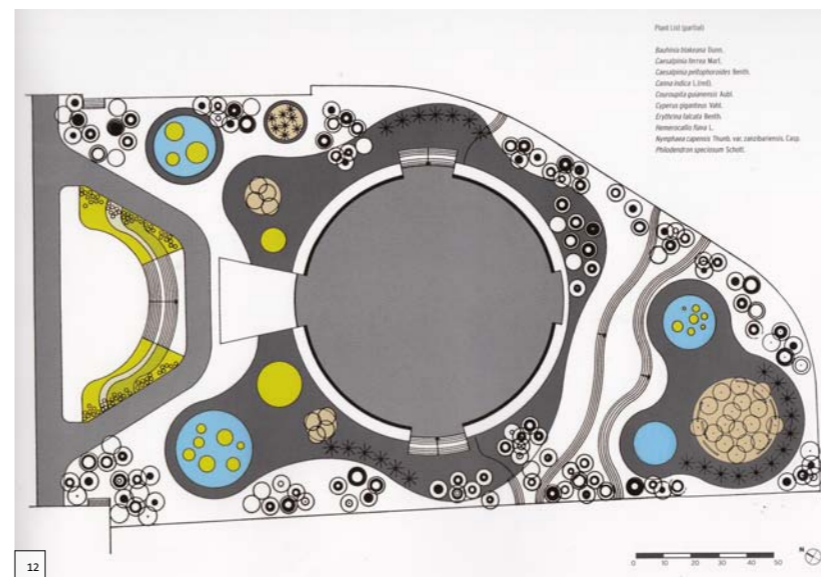 Plant List (partial)
Bauhinia blakeana Dunn.
Caesalpinia ferrea Mart.
Caesalpinia peltophoroides Benth.
Canna indica L.(red).
Couroupita guianensis Aubl.
Cyperus giganteus Vahl.
Erythrina falcata Benth.
Hemerocallis flava L.
Nymphaea capensis Thunb. var. zanzibariensis. Casp.
Philodendron speciosum Schott.
N
0 10 20 30 40 50
12